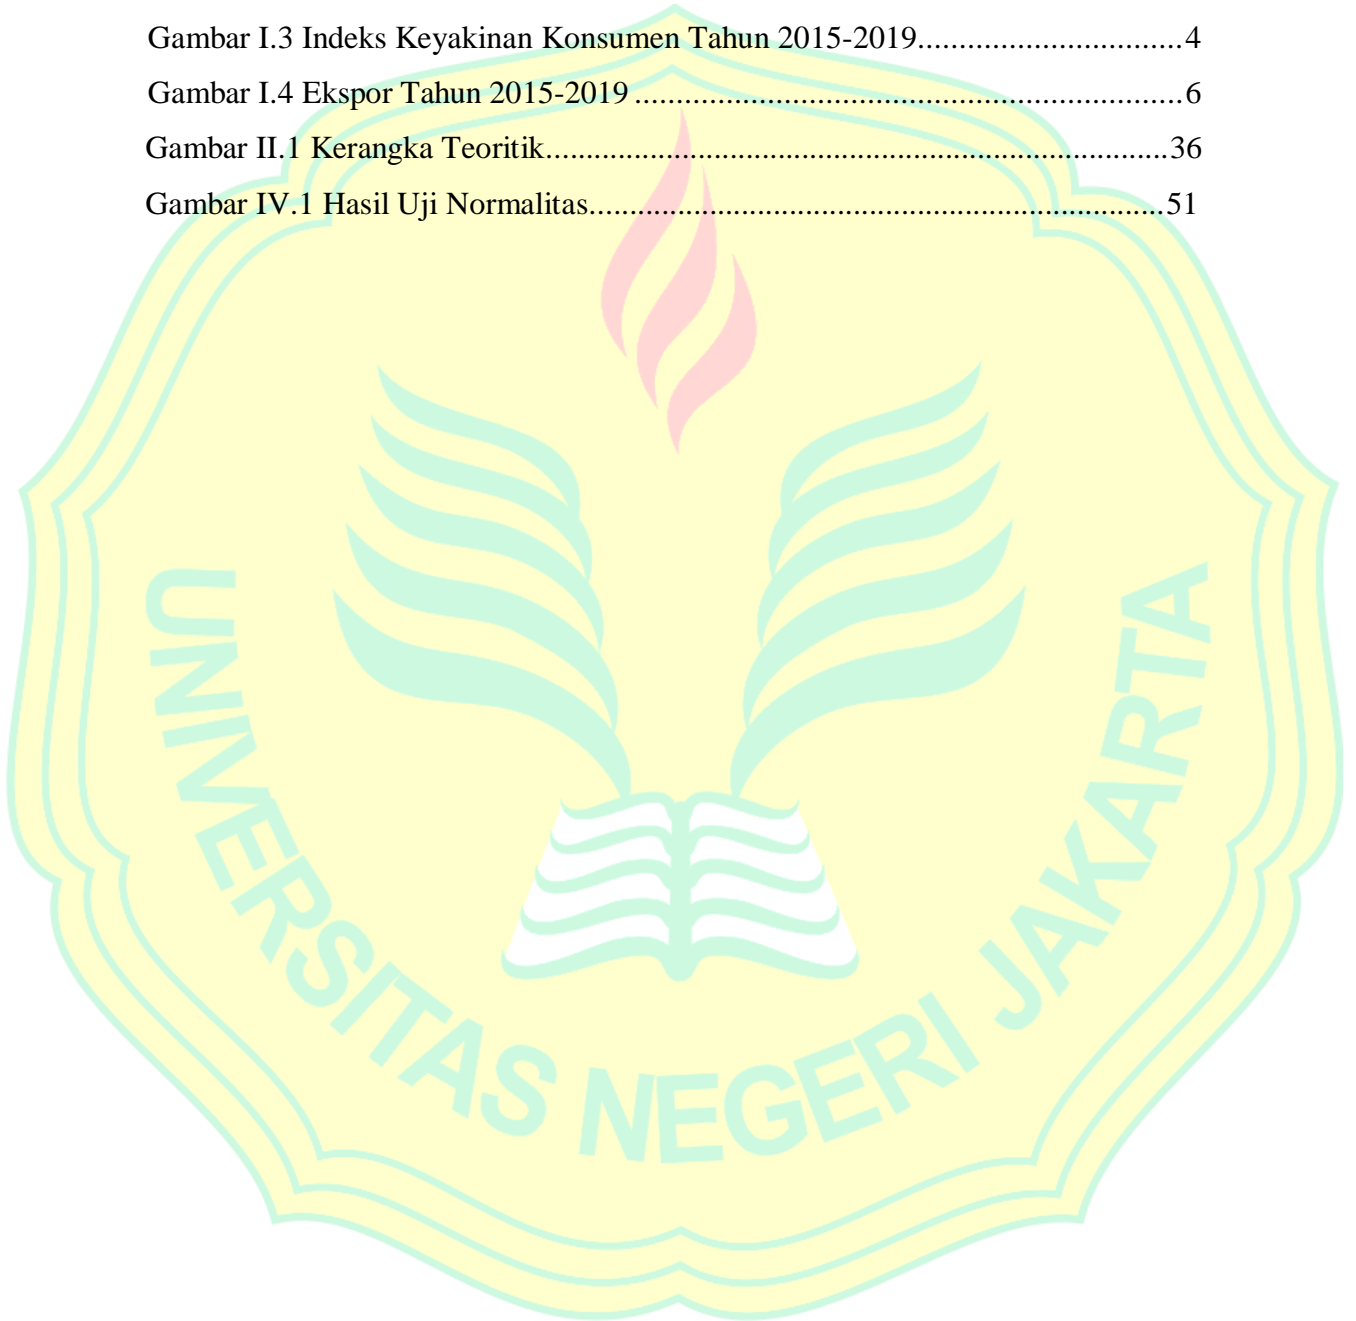 Gambar I.3 Indeks Keyakinan Konsumen Tahun 2015-2019................................4
Gambar I.4 Ekspor Tahun 2015-2019...................................................................6
Gambar II.1 Kerangka Teoritik............................................................................36
Gambar IV.1 Hasil Uji Normalitas......................................................................51
UNIVERSITAS NEGERI JAKARTA